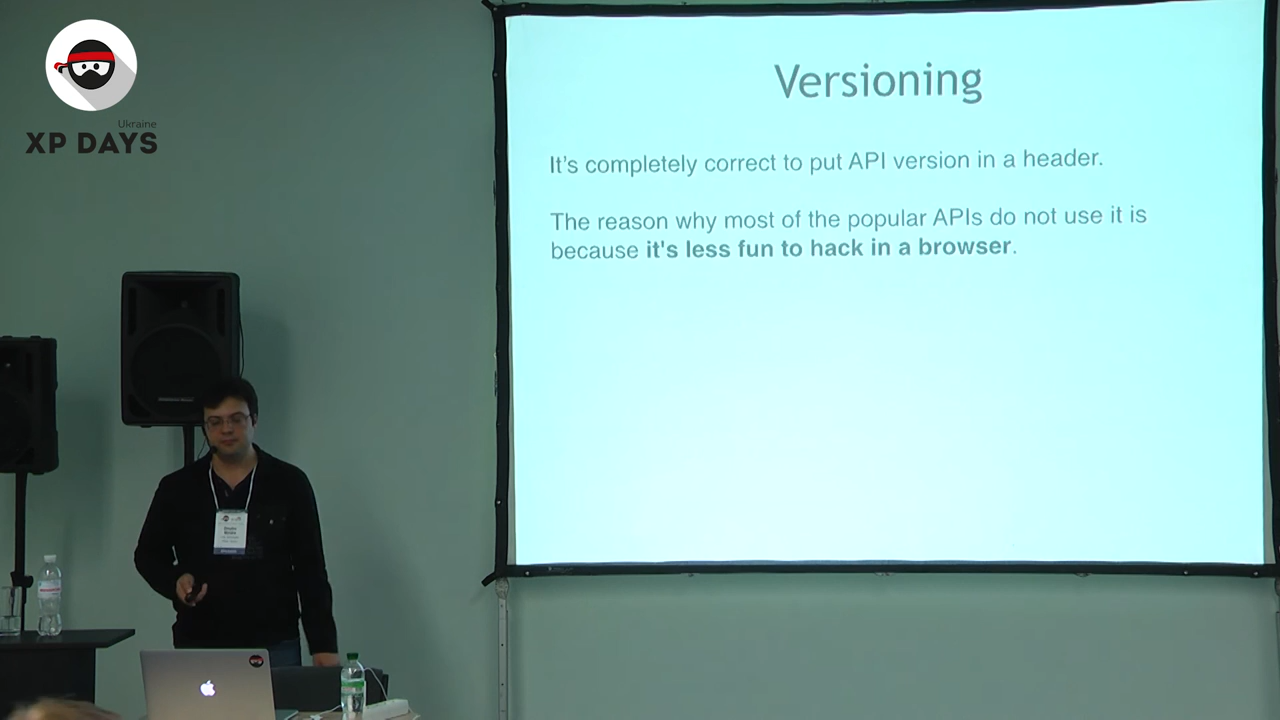 Ukraine
XP DAYS
Versioning
It's completely correct to put API version in a header.
The reason why most of the popular APIs do not use it is
because it's less fun to hack in a browser.